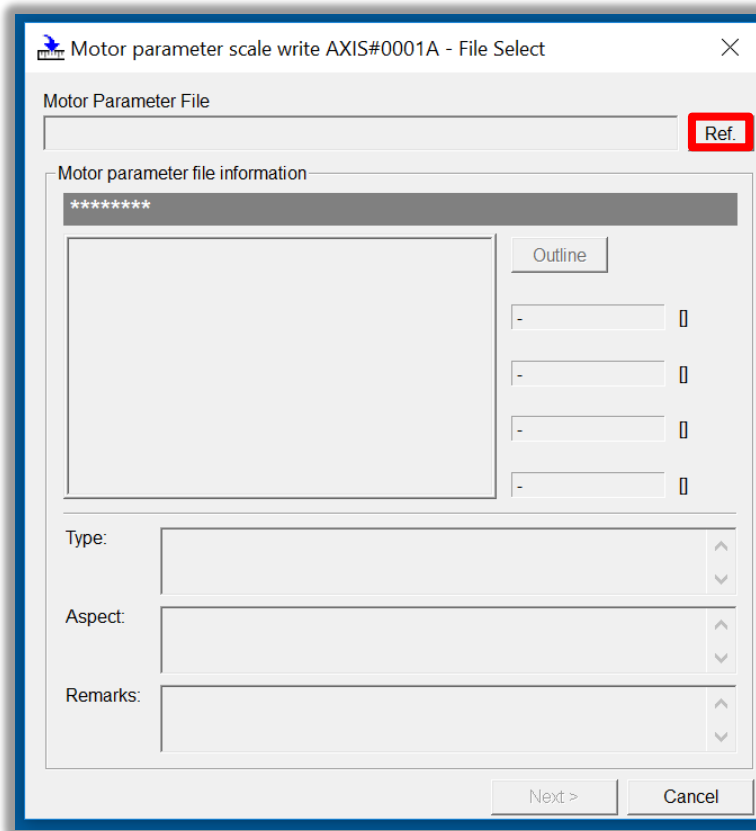 Motor parameter scale write AXIS#0001A - File Select
Motor Parameter File
Ref.
Motor parameter file information
********
Outline
- []
- []
- []
- []
Type:
Aspect:
Remarks:
Next >
Cancel